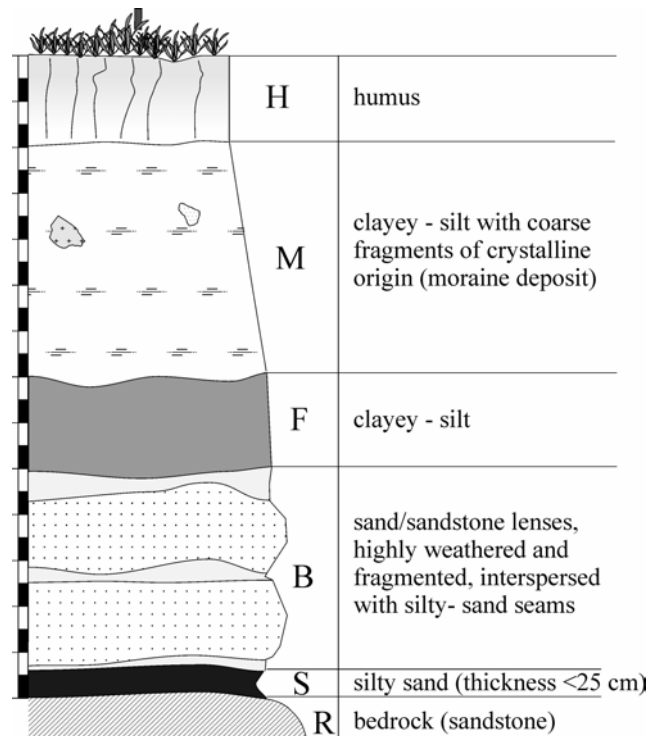 H
humus
M
clayey - silt with coarse
fragments of crystalline
origin (moraine deposit)
F
clayey - silt
B
sand/sandstone lenses,
highly weathered and
fragmented, interspersed
with silty- sand seams
S
silty sand (thickness <25 cm)
R
bedrock (sandstone)